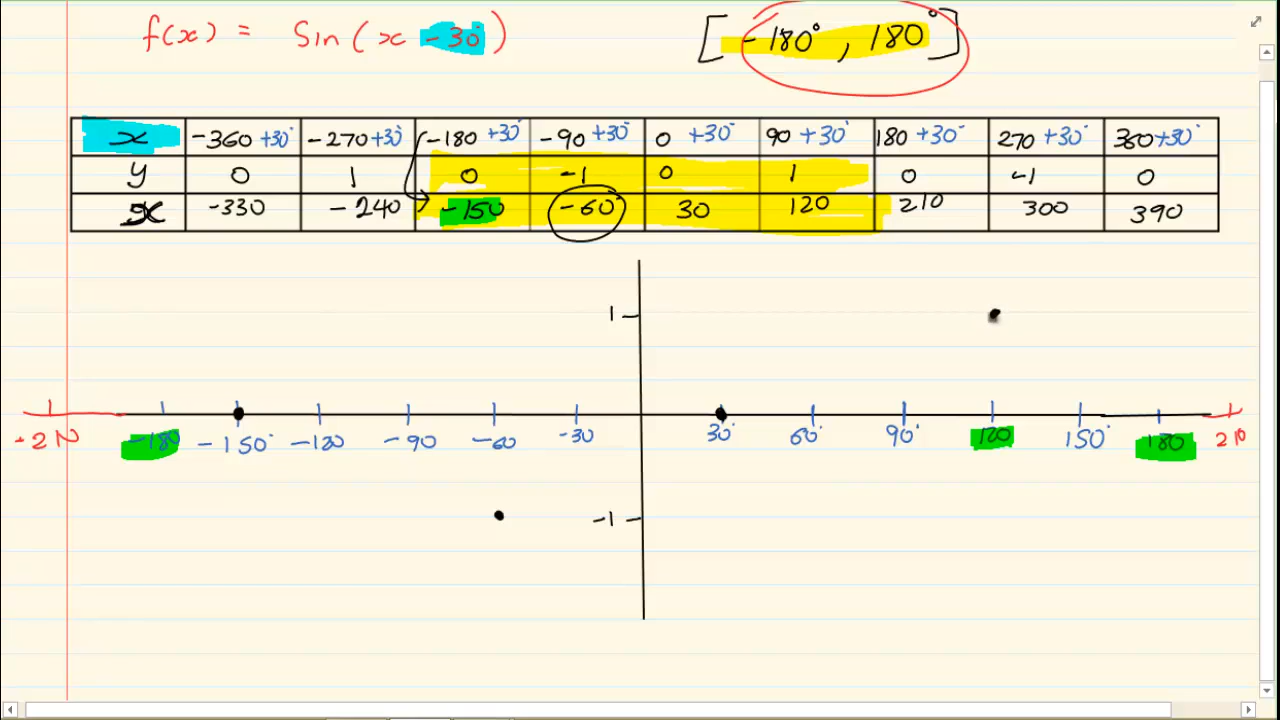 f(x) = Sin(x -30°) [-180°, 180°]
x -360 +30° -270 +30° -180 +30° -90 +30° 0 +30° 90 +30° 180 +30° 270 +30° 360 +30°
y 0 1 0 -1 0 1 0 -1 0
x -330 -240 -150 -60° 30 120 210 300 390
1
-210 -180 -150° -120 -90 -60 -30 30° 60° 90° 120 150° 180 210
-1